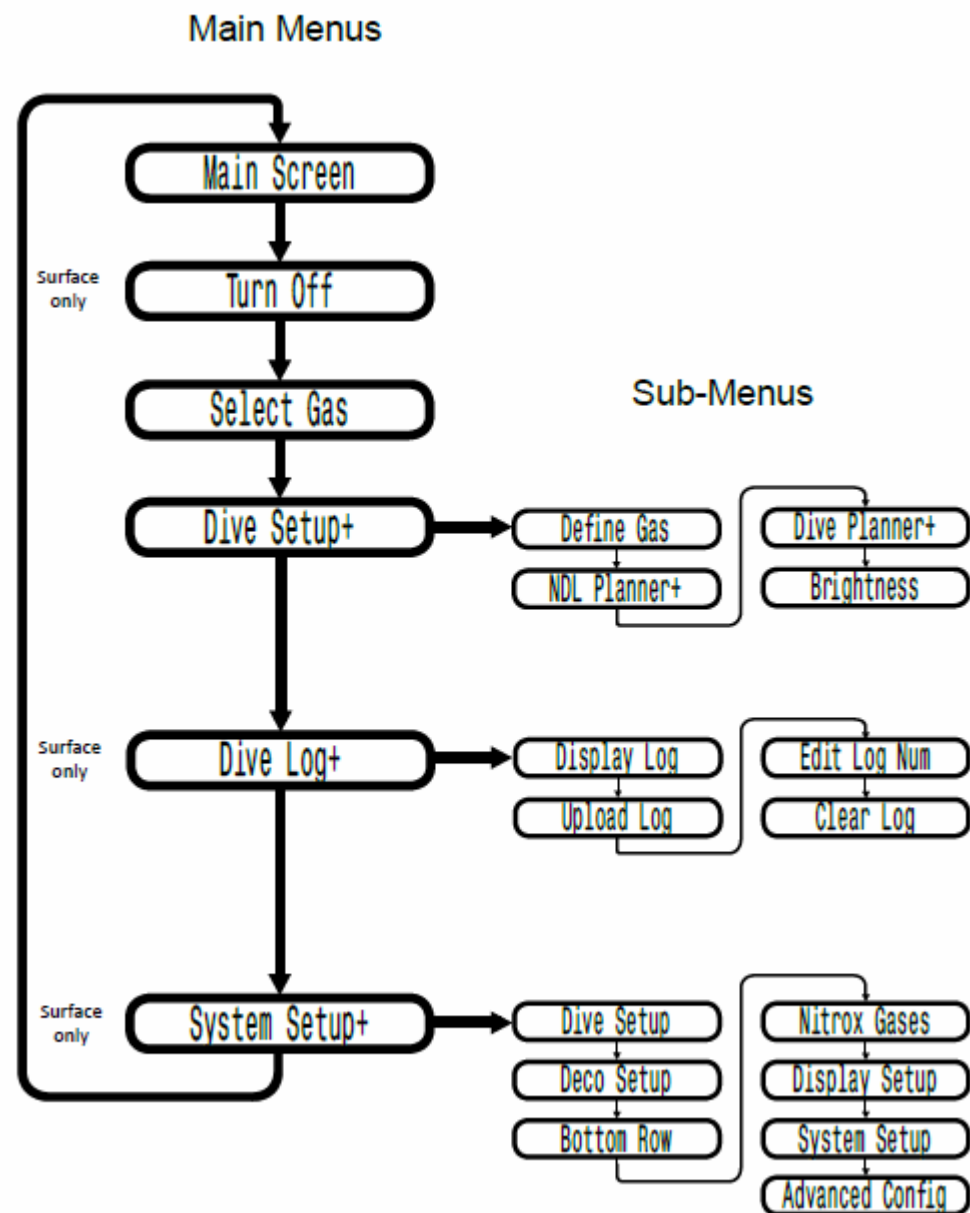 Main Menus
Main Screen
Surface
only
Turn Off
Select Gas
Sub-Menus
Dive Setup+
Define Gas
NDL Planner+
Dive Planner+
Brightness
Surface
only
Dive Log+
Display Log
Upload Log
Edit Log Num
Clear Log
Surface
only
System Setup+
Dive Setup
Deco Setup
Bottom Row
Nitrox Gases
Display Setup
System Setup
Advanced Config